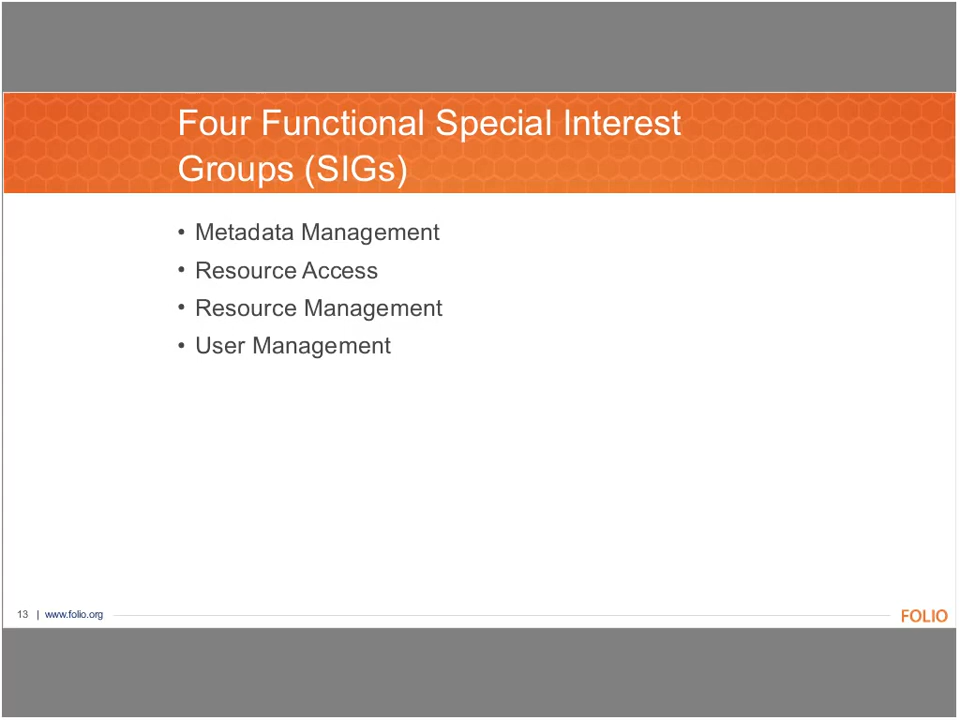 Four Functional Special Interest
Groups (SIGs)
• Metadata Management
• Resource Access
• Resource Management
• User Management
13 | www.folio.org
FOLIO